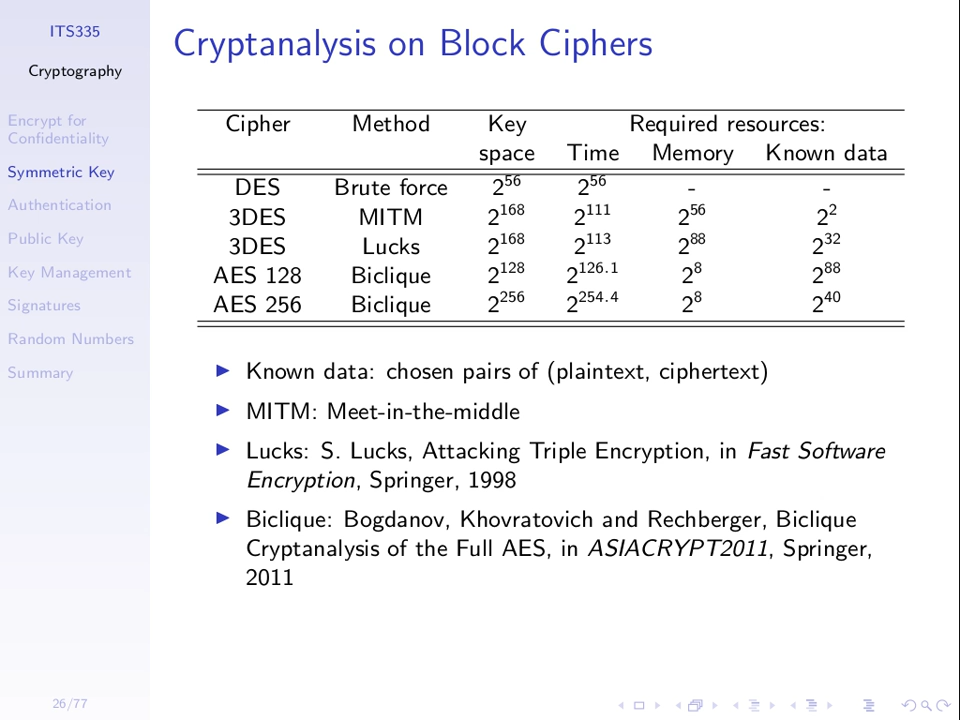 ITS335
Cryptography
Encrypt for
Confidentiality
Symmetric Key
Authentication
Public Key
Key Management
Signatures
Random Numbers
Summary
26/77
Cryptanalysis on Block Ciphers
Cipher Method Key Required resources:
space Time Memory Known data
DES Brute force 2^56 2^56 - -
3DES MITM 2^168 2^111 2^56 2^2
3DES Lucks 2^168 2^113 2^88 2^32
AES 128 Biclique 2^128 2^126.1 2^8 2^88
AES 256 Biclique 2^256 2^254.4 2^8 2^40
Known data: chosen pairs of (plaintext, ciphertext)
MITM: Meet-in-the-middle
Lucks: S. Lucks, Attacking Triple Encryption, in Fast Software
Encryption, Springer, 1998
Biclique: Bogdanov, Khovratovich and Rechberger, Biclique
Cryptanalysis of the Full AES, in ASIACRYPT2011, Springer,
2011